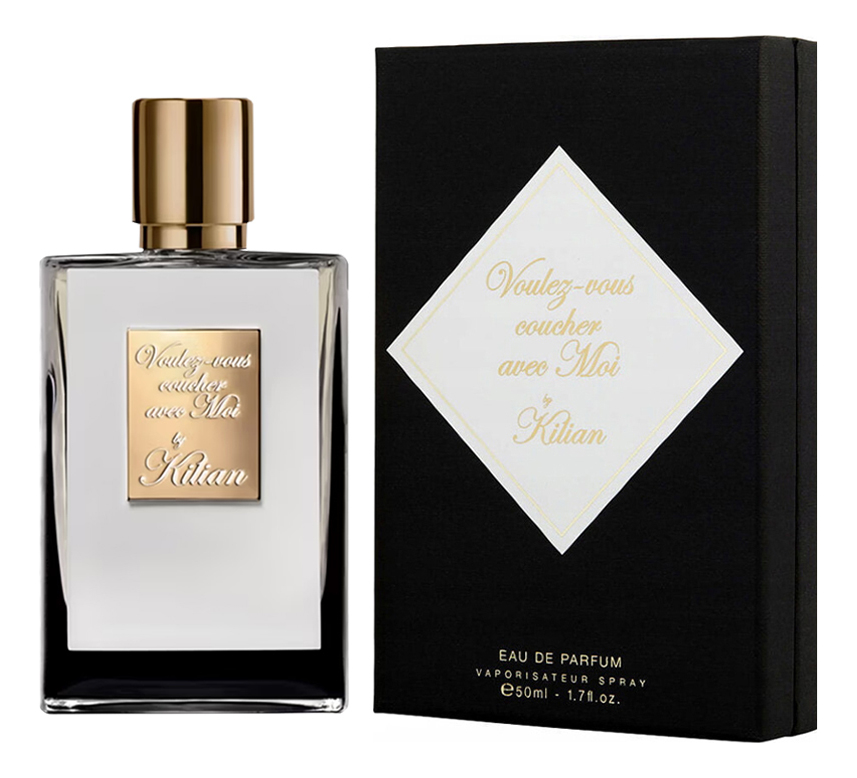 Voulez-vous
coucher
avec Moi
by
Kilian
Voulez-vous
coucher
avec Moi
by
Kilian
EAU DE PARFUM
VAPORISATEUR SPRAY
℮50ml - 1.7fl.oz.